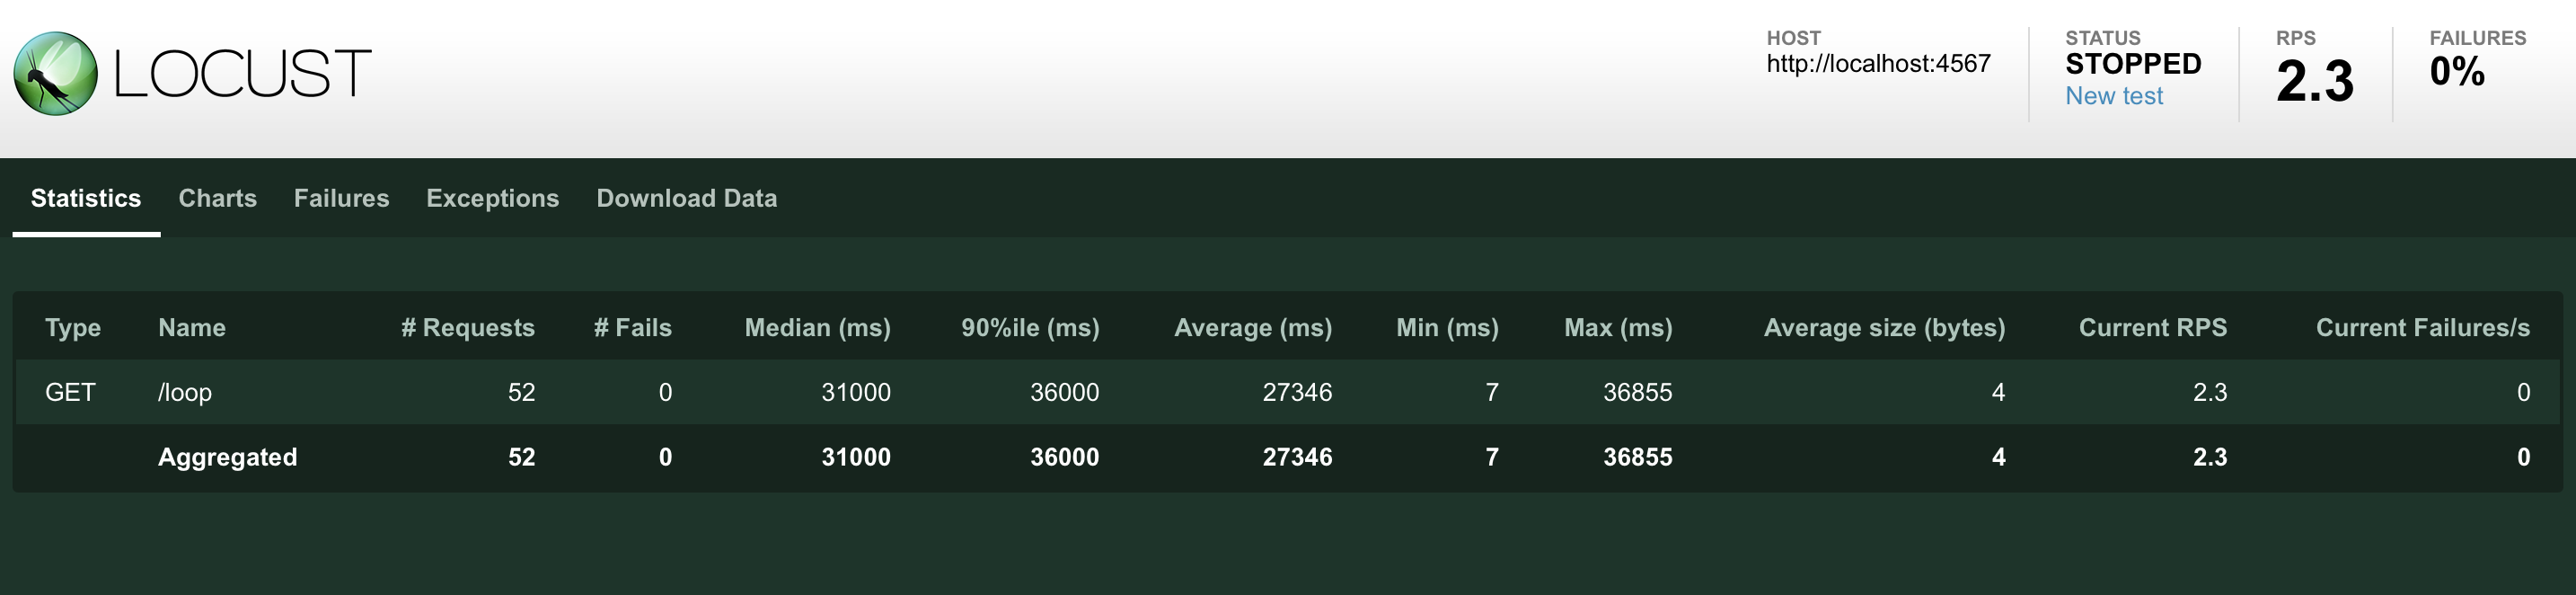 LOCUST
HOST
http://localhost:4567
STATUS
STOPPED
New test
RPS
2.3
FAILURES
0%
Statistics Charts Failures Exceptions Download Data
Type Name # Requests # Fails Median (ms) 90%ile (ms) Average (ms) Min (ms) Max (ms) Average size (bytes) Current RPS Current Failures/s
GET /loop 52 0 31000 36000 27346 7 36855 4 2.3 0
Aggregated 52 0 31000 36000 27346 7 36855 4 2.3 0